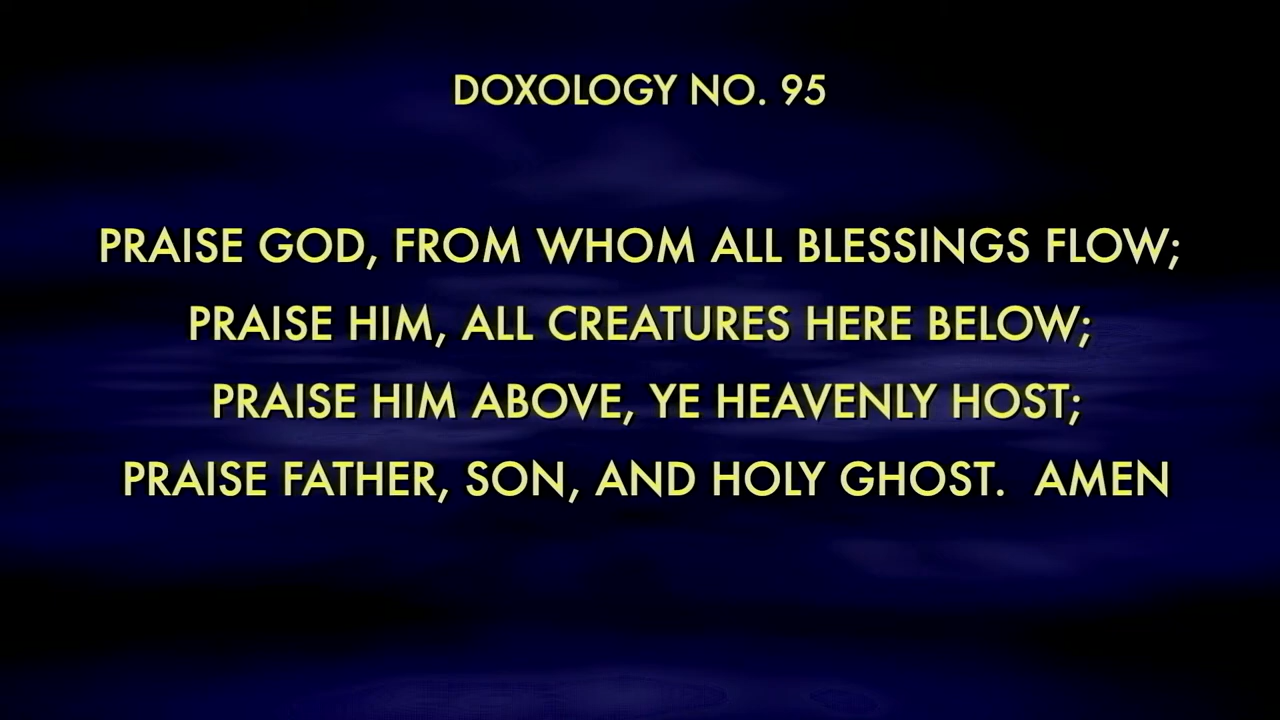 DOXOLOGY NO. 95
PRAISE GOD, FROM WHOM ALL BLESSINGS FLOW;
PRAISE HIM, ALL CREATURES HERE BELOW;
PRAISE HIM ABOVE, YE HEAVENLY HOST;
PRAISE FATHER, SON, AND HOLY GHOST.  AMEN